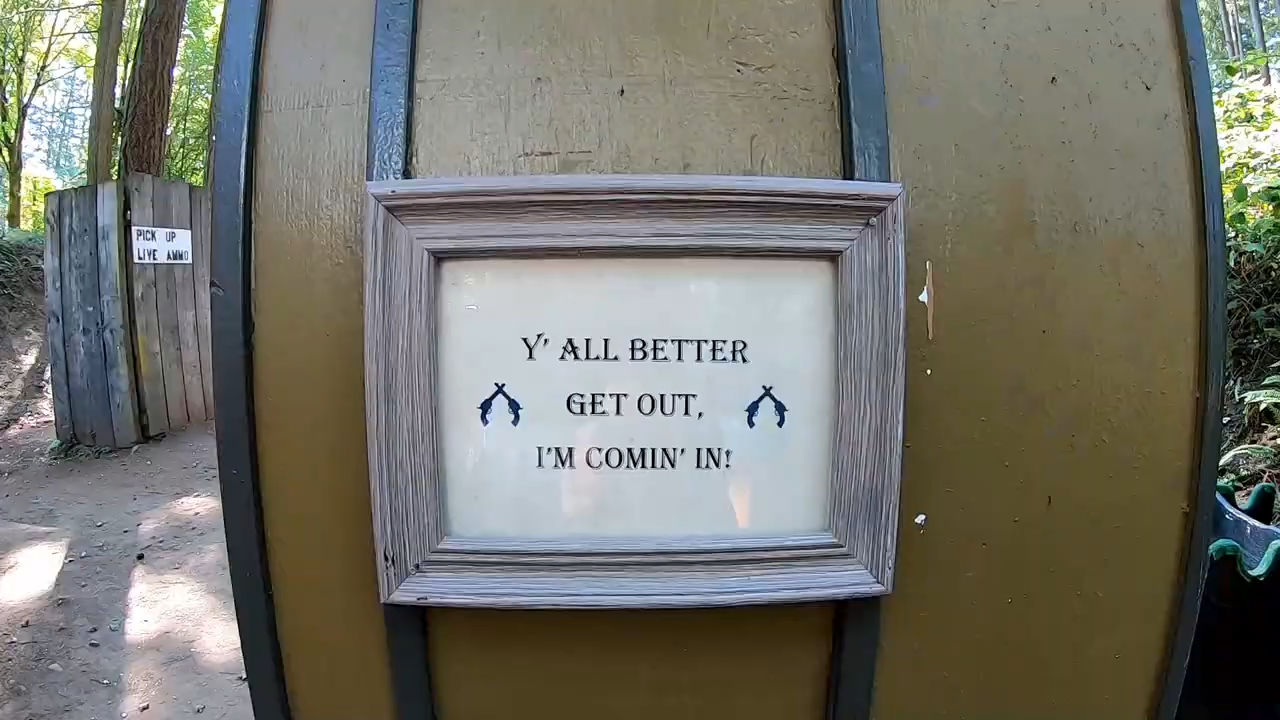 PICK UP
LIVE AMMO
Y' ALL BETTER
GET OUT,
I'M COMIN' IN!